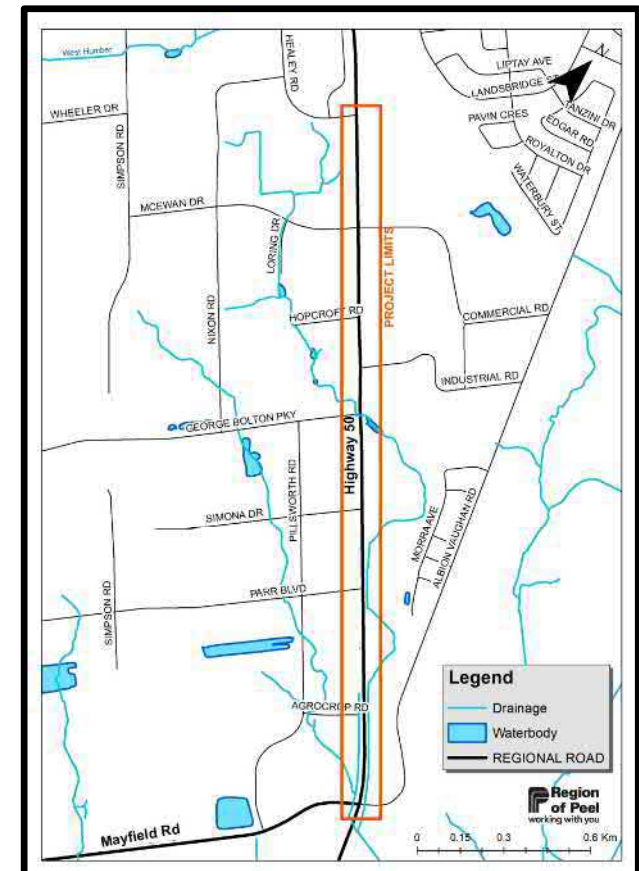 West Humber
HEALEY RD
LIPTAY AVE
N
LANDSBRIDGE ST
TANZINI DR
WHEELER DR
SIMPSON RD
PAVIN CRES
EDGAR RD
ROYALTON DR
WATERBURY ST
MCEWAN DR
LORING DR
PROJECT LIMITS
NIXON RD
HOPCROFT RD
COMMERCIAL RD
INDUSTRIAL RD
GEORGE BOLTON PKY
Highway 50
PILLSWORTH RD
SIMONA DR
MORRA AVE
ALBION VAUGHAN RD
SIMPSON RD
PARR BLVD
AGROCROP RD
Legend
Drainage
Waterbody
REGIONAL ROAD
Region
of Peel
working with you
Mayfield Rd
0 0.15 0.3 0.6 Km